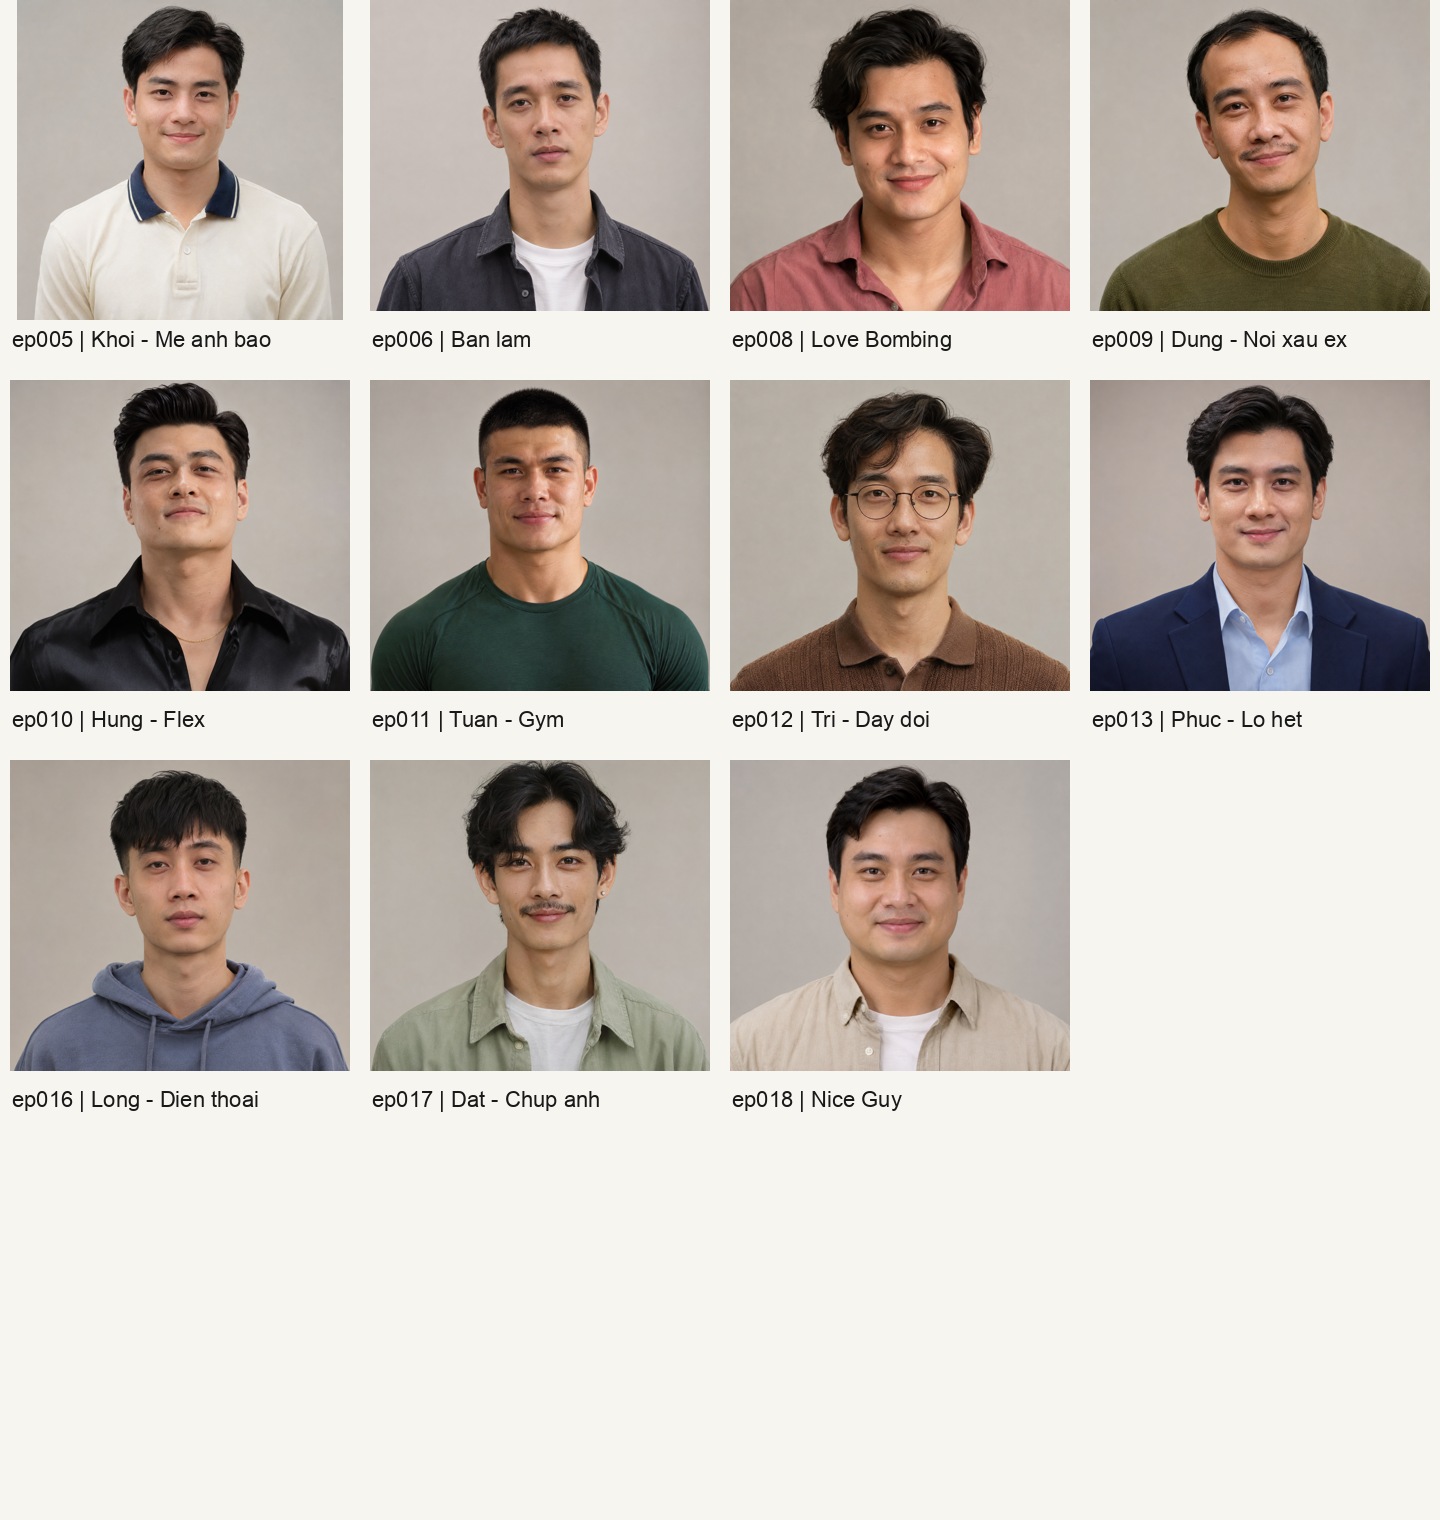 ep005 | Khoi - Me anh bao
ep006 | Ban lam
ep008 | Love Bombing
ep009 | Dung - Noi xau ex
ep010 | Hung - Flex
ep011 | Tuan - Gym
ep012 | Tri - Day doi
ep013 | Phuc - Lo het
ep016 | Long - Dien thoai
ep017 | Dat - Chup anh
ep018 | Nice Guy